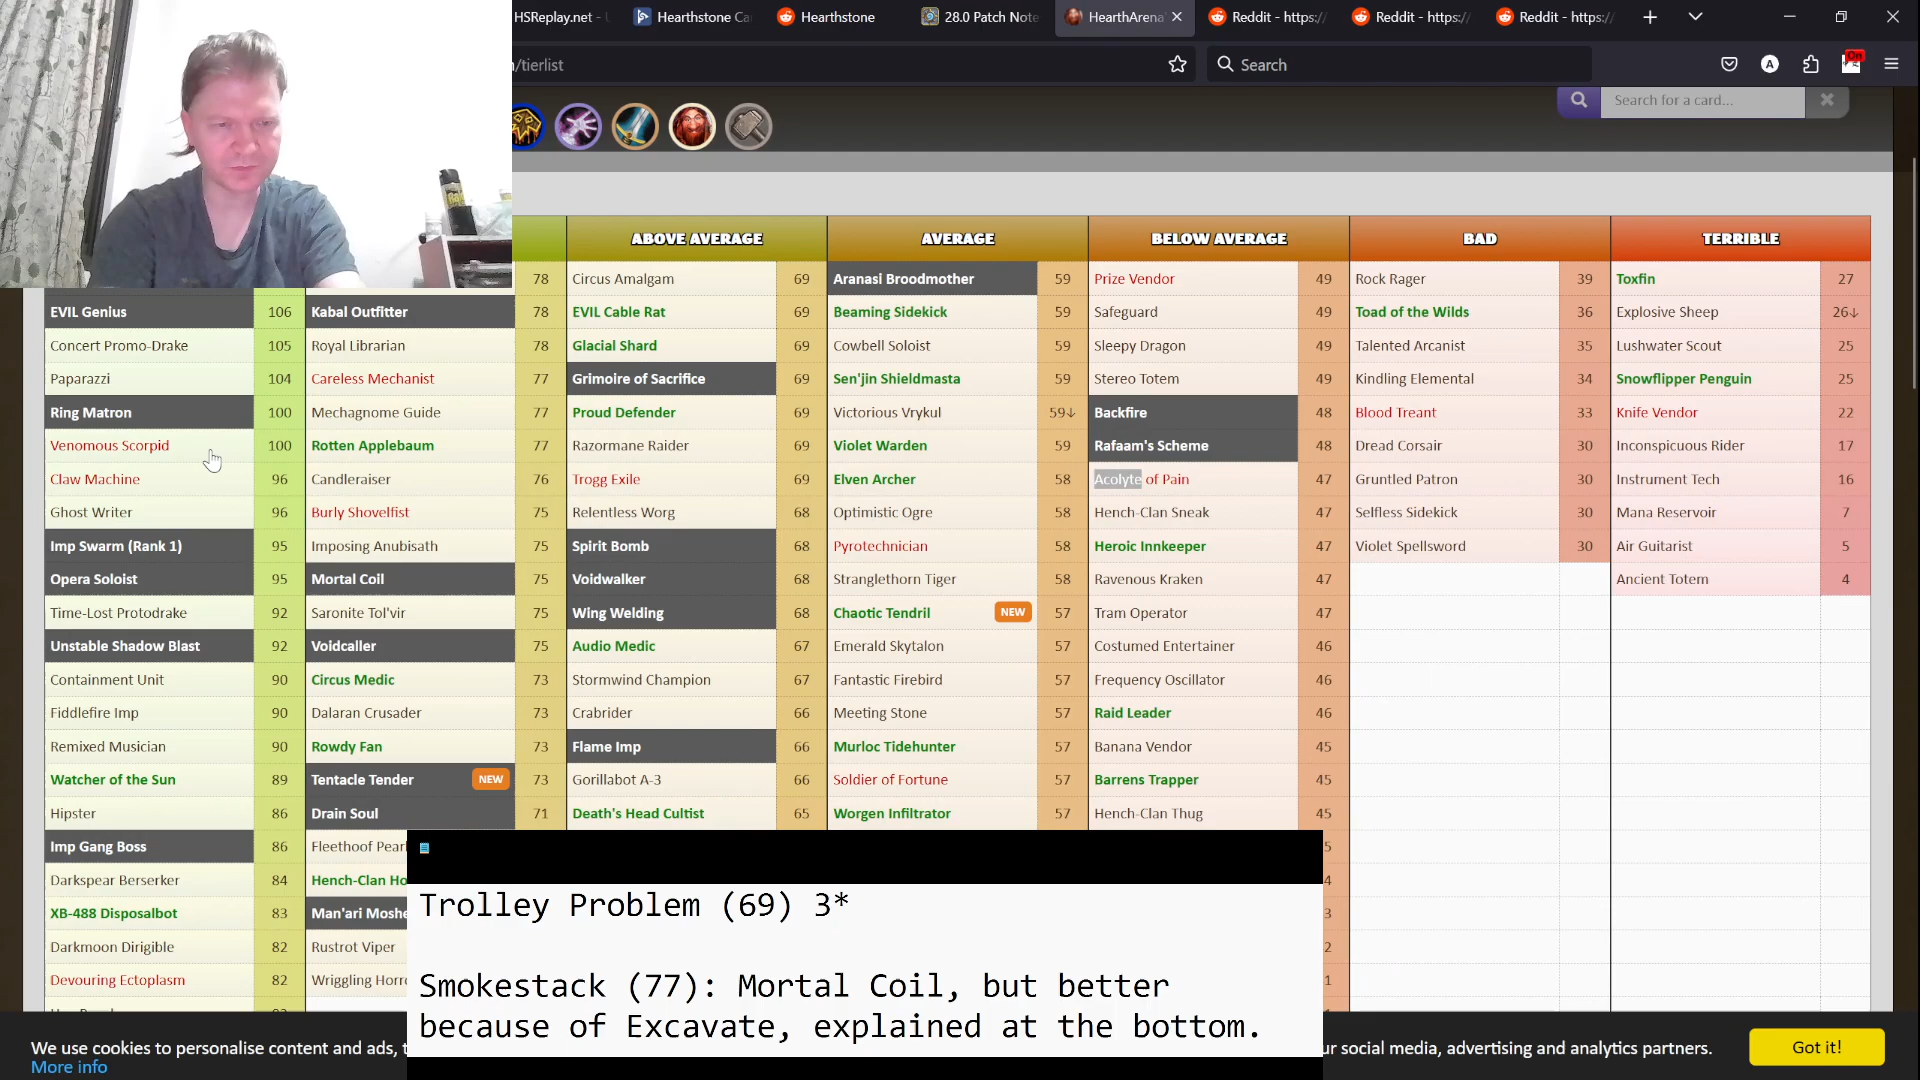 HSReplay.net -
Hearthstone Ca
Hearthstone
28.0 Patch Note
HearthArena
Reddit - https:/
Reddit - https:/
Reddit - https:/
/tierlist
Search
On
A
Search for a card...
ABOVE AVERAGE
AVERAGE
BELOW AVERAGE
BAD
TERRIBLE
78 Circus Amalgam 69 Aranasi Broodmother 59 Prize Vendor 49 Rock Rager 39 Toxfin 27
EVIL Genius 106 Kabal Outfitter 78 EVIL Cable Rat 69 Beaming Sidekick 59 Safeguard 49 Toad of the Wilds 36 Explosive Sheep 26↓
Concert Promo-Drake 105 Royal Librarian 78 Glacial Shard 69 Cowbell Soloist 59 Sleepy Dragon 49 Talented Arcanist 35 Lushwater Scout 25
Paparazzi 104 Careless Mechanist 77 Grimoire of Sacrifice 69 Sen'jin Shieldmasta 59 Stereo Totem 49 Kindling Elemental 34 Snowflipper Penguin 25
Ring Matron 100 Mechagnome Guide 77 Proud Defender 69 Victorious Vrykul 59↓ Backfire 48 Blood Treant 33 Knife Vendor 22
Venomous Scorpid 100 Rotten Applebaum 77 Razormane Raider 69 Violet Warden 59 Rafaam's Scheme 48 Dread Corsair 30 Inconspicuous Rider 17
Claw Machine 96 Candleraiser 76 Trogg Exile 69 Elven Archer 58 Acolyte of Pain 47 Gruntled Patron 30 Instrument Tech 16
Ghost Writer 96 Burly Shovelfist 75 Relentless Worg 68 Optimistic Ogre 58 Hench-Clan Sneak 47 Selfless Sidekick 30 Mana Reservoir 7
Imp Swarm (Rank 1) 95 Imposing Anubisath 75 Spirit Bomb 68 Pyrotechnician 58 Heroic Innkeeper 47 Violet Spellsword 30 Air Guitarist 5
Opera Soloist 95 Mortal Coil 75 Voidwalker 68 Stranglethorn Tiger 58 Ravenous Kraken 47 Ancient Totem 4
Time-Lost Protodrake 92 Saronite Tol'vir 75 Wing Welding 68 Chaotic Tendril NEW 57 Tram Operator 47
Unstable Shadow Blast 92 Voidcaller 75 Audio Medic 67 Emerald Skytalon 57 Costumed Entertainer 46
Containment Unit 90 Circus Medic 73 Stormwind Champion 67 Fantastic Firebird 57 Frequency Oscillator 46
Fiddlefire Imp 90 Dalaran Crusader 73 Crabrider 66 Meeting Stone 57 Raid Leader 46
Remixed Musician 90 Rowdy Fan 73 Flame Imp 66 Murloc Tidehunter 57 Banana Vendor 45
Watcher of the Sun 89 Tentacle Tender NEW 73 Gorillabot A-3 66 Soldier of Fortune 57 Barrens Trapper 45
Hipster 86 Drain Soul 71 Death's Head Cultist 65 Worgen Infiltrator 57 Hench-Clan Thug 45
Imp Gang Boss 86 Fleethoof Pear 5
Darkspear Berserker 84 Hench-Clan Ho 4
XB-488 Disposalbot 83 Man'ari Moshe 3
Darkmoon Dirigible 82 Rustrot Viper 2
Devouring Ectoplasm 82 Wriggling Horro 1
Trolley Problem (69) 3*
Smokestack (77): Mortal Coil, but better
because of Excavate, explained at the bottom.
We use cookies to personalise content and ads, t
ur social media, advertising and analytics partners.
Got it!
More info